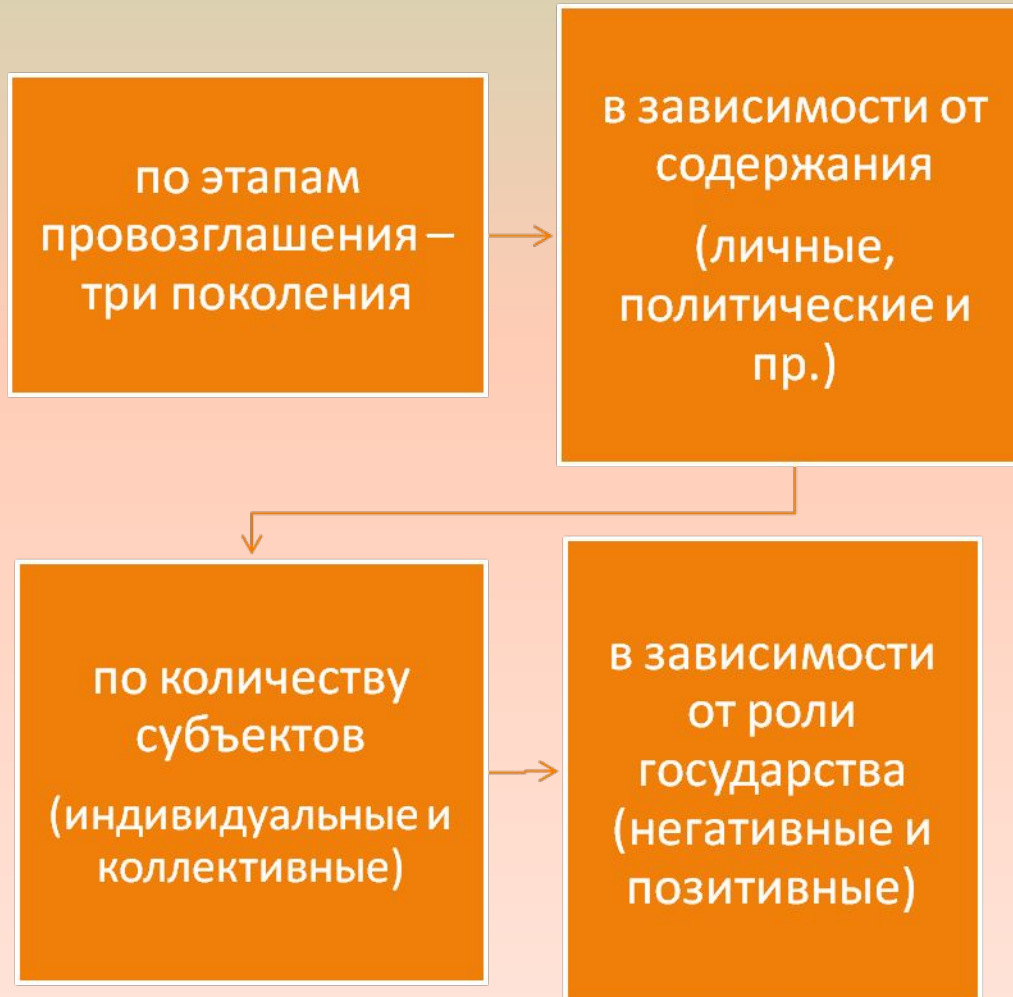 по этапам
провозглашения –
три поколения
в зависимости от
содержания
(личные,
политические и
пр.)
по количеству
субъектов
(индивидуальные и
коллективные)
в зависимости
от роли
государства
(негативные и
позитивные)